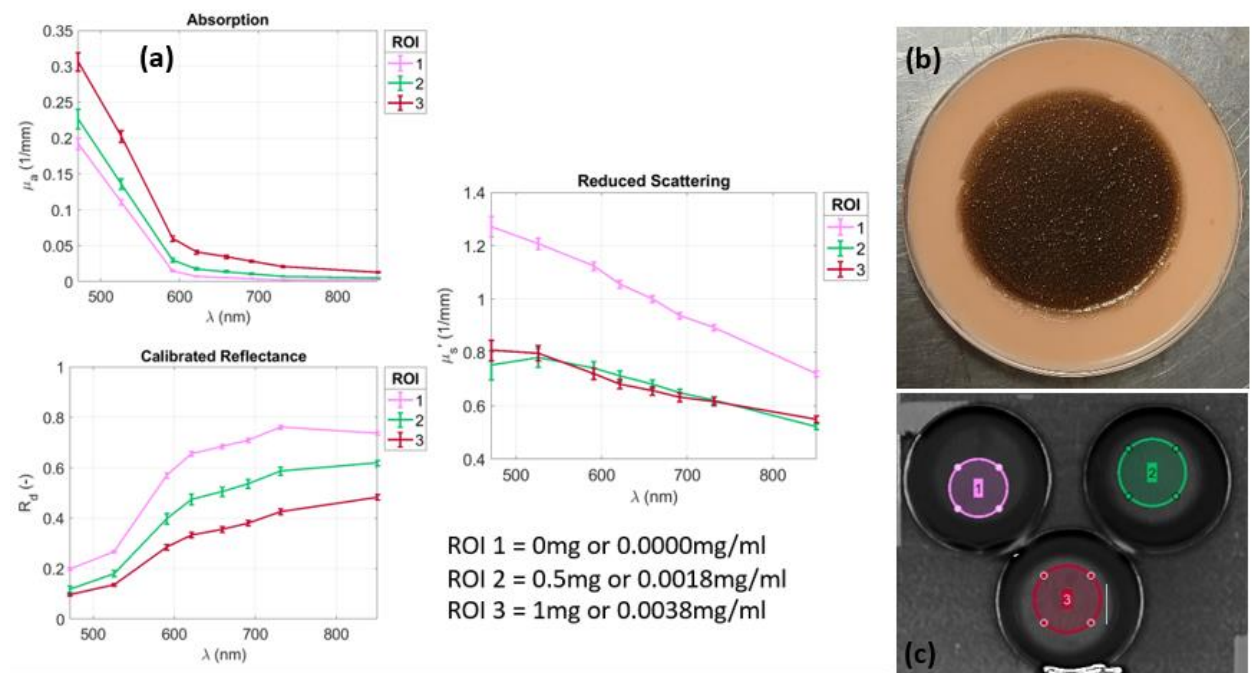 Absorption
(a)
0.35
0.3
0.25
0.2
0.15
0.1
0.05
0
μa (1/mm)
500 600 700 800
λ (nm)
ROI
1
2
3
Calibrated Reflectance
1
0.8
0.6
0.4
0.2
0
Rd (-)
500 600 700 800
λ (nm)
ROI
1
2
3
Reduced Scattering
1.4
1.2
1
0.8
0.6
0.4
μs' (1/mm)
500 600 700 800
λ (nm)
ROI
1
2
3
ROI 1 = 0mg or 0.0000mg/ml
ROI 2 = 0.5mg or 0.0018mg/ml
ROI 3 = 1mg or 0.0038mg/ml
(b)
1
2
3
(c)